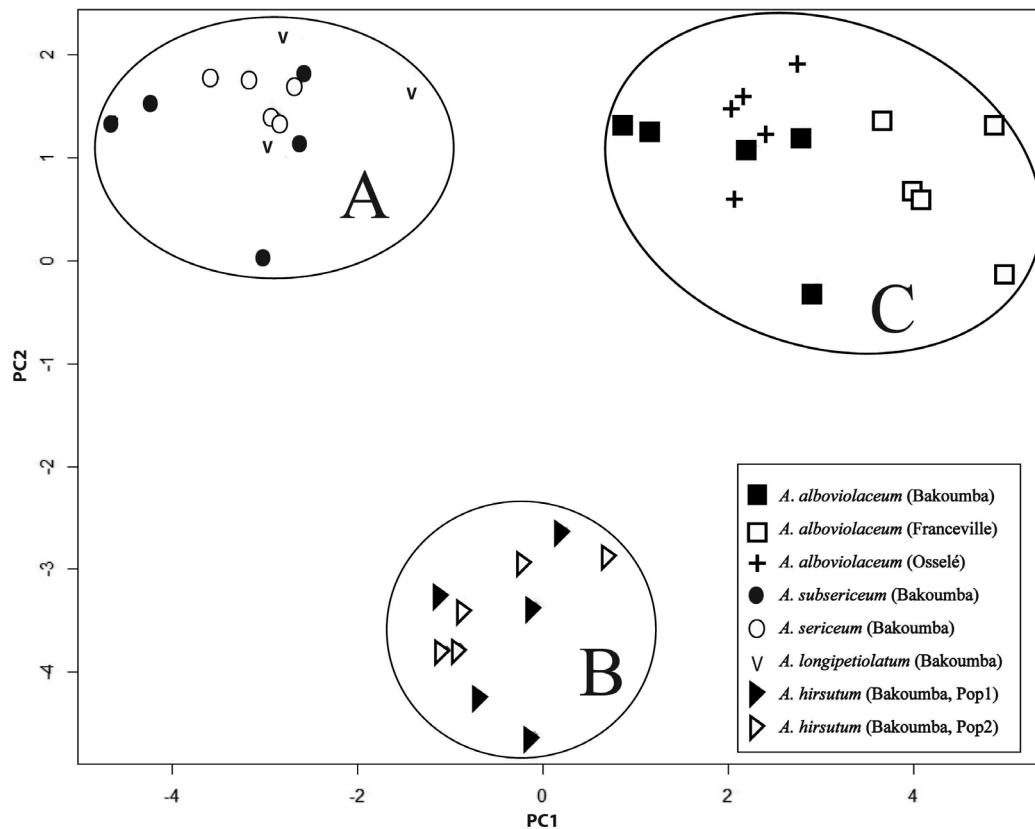 2
1
0
-1
-2
-3
-4
PC2
A
C
B
A. alboviolaceum (Bakoumba)
A. alboviolaceum (Franceville)
A. alboviolaceum (Osselé)
A. subsericeum (Bakoumba)
A. sericeum (Bakoumba)
A. longipetiolatum (Bakoumba)
A. hirsutum (Bakoumba, Pop1)
A. hirsutum (Bakoumba, Pop2)
-4 -2 0 2 4
PC1